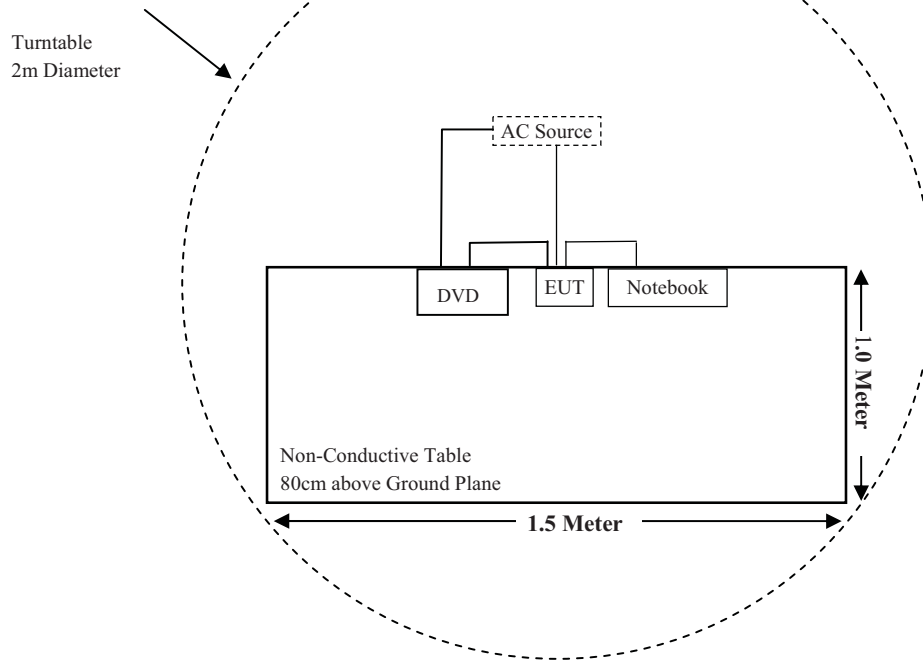 Turntable
2m Diameter
AC Source
DVD
EUT
Notebook
1.0 Meter
Non-Conductive Table
80cm above Ground Plane
1.5 Meter